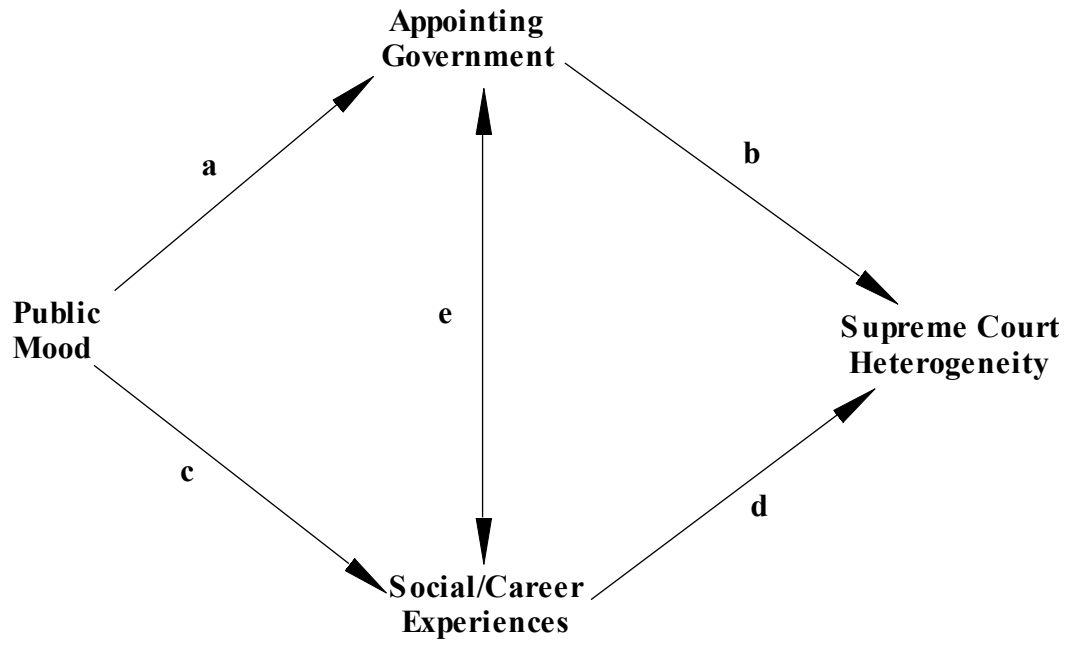 Appointing
Government
a
b
Public
Mood
e
Supreme Court
Heterogeneity
c
d
Social/Career
Experiences